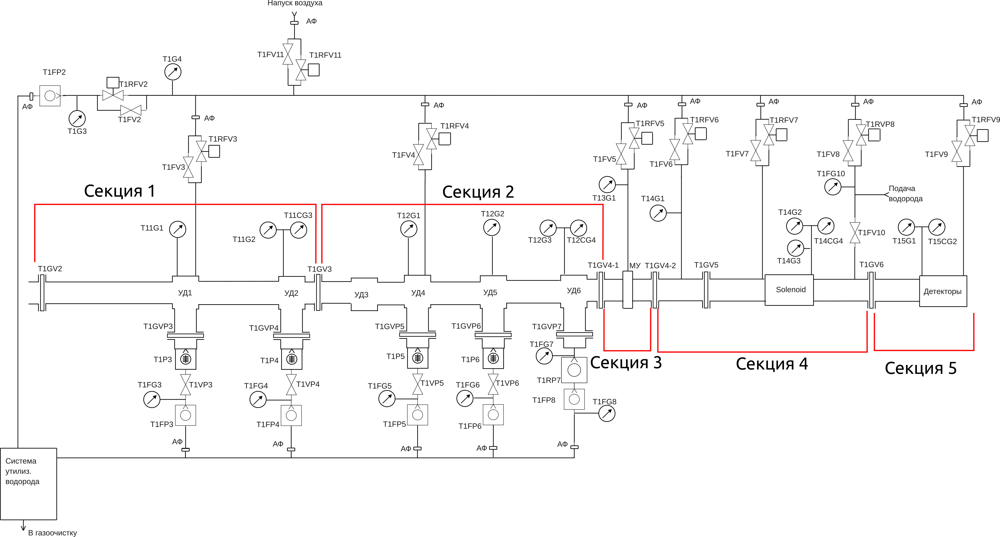 Напуск воздуха
АФ
T1FV11
T1RFV11
T1G4
T1FP2
T1RFV2
АФ
T1FV2
T1G3
АФ
АФ
АФ
АФ
АФ
АФ
АФ
T1RFV3
T1FV3
T1RFV4
T1FV4
T1RFV5
T1FV5
T1RFV6
T1FV6
T1RFV7
T1FV7
T1RVP8
T1FV8
T1RFV9
T1FV9
T1FG10
Подача
водорода
Секция 1
Секция 2
T13G1
T14G1
T11G1
T11CG3
T11G2
T12G1
T12G2
T12G3
T12CG4
T14G2
T14CG4
T14G3
T1FV10
T15G1
T15CG2
T1GV2
T1GV3
T1GV4-1
МУ
T1GV4-2
T1GV5
T1GV6
УД1
УД2
УД3
УД4
УД5
УД6
Solenoid
Детекторы
T1GVP3
T1GVP4
T1GVP5
T1GVP6
T1GVP7
T1FG7
T1P3
T1P4
T1P5
T1P6
Секция 3
Секция 4
Секция 5
T1RP7
T1FG3
T1VP3
T1FG4
T1VP4
T1FG5
T1VP5
T1FG6
T1VP6
T1FP8
T1FG8
T1FP3
T1FP4
T1FP5
T1FP6
АФ
АФ
АФ
АФ
АФ
Система
утилиз.
водорода
В газоочистку